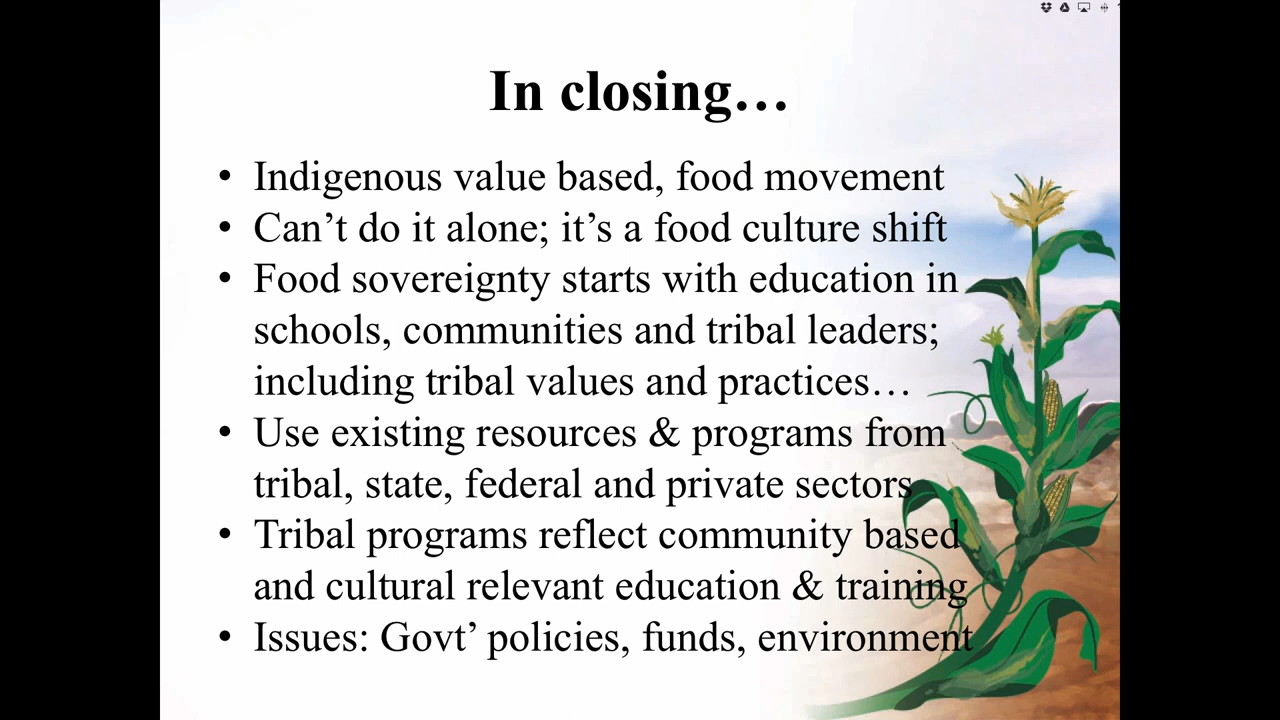 In closing…
• Indigenous value based, food movement
• Can’t do it alone; it’s a food culture shift
• Food sovereignty starts with education in
schools, communities and tribal leaders;
including tribal values and practices…
• Use existing resources & programs from
tribal, state, federal and private sectors
• Tribal programs reflect community based
and cultural relevant education & training
• Issues: Govt’ policies, funds, environment